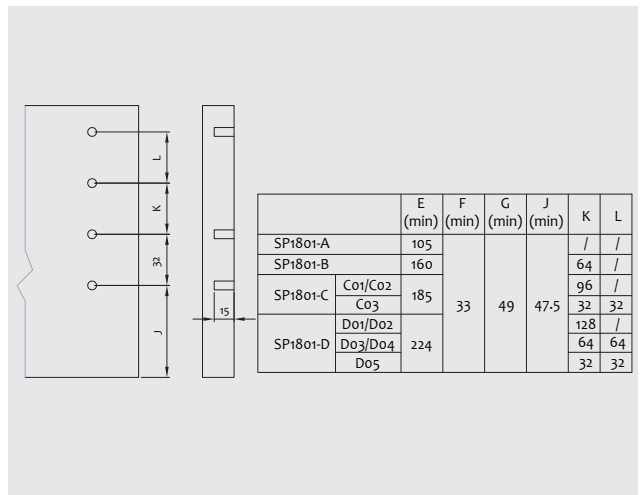 L
K
32
J
15
E (min) F (min) G (min) J (min) K L
SP1801-A 105 33 49 47.5 / /
SP1801-B 160 64 /
SP1801-C C01/C02 185 96 /
C03 32 32
SP1801-D D01/D02 224 128 /
D03/D04 64 64
D05 32 32